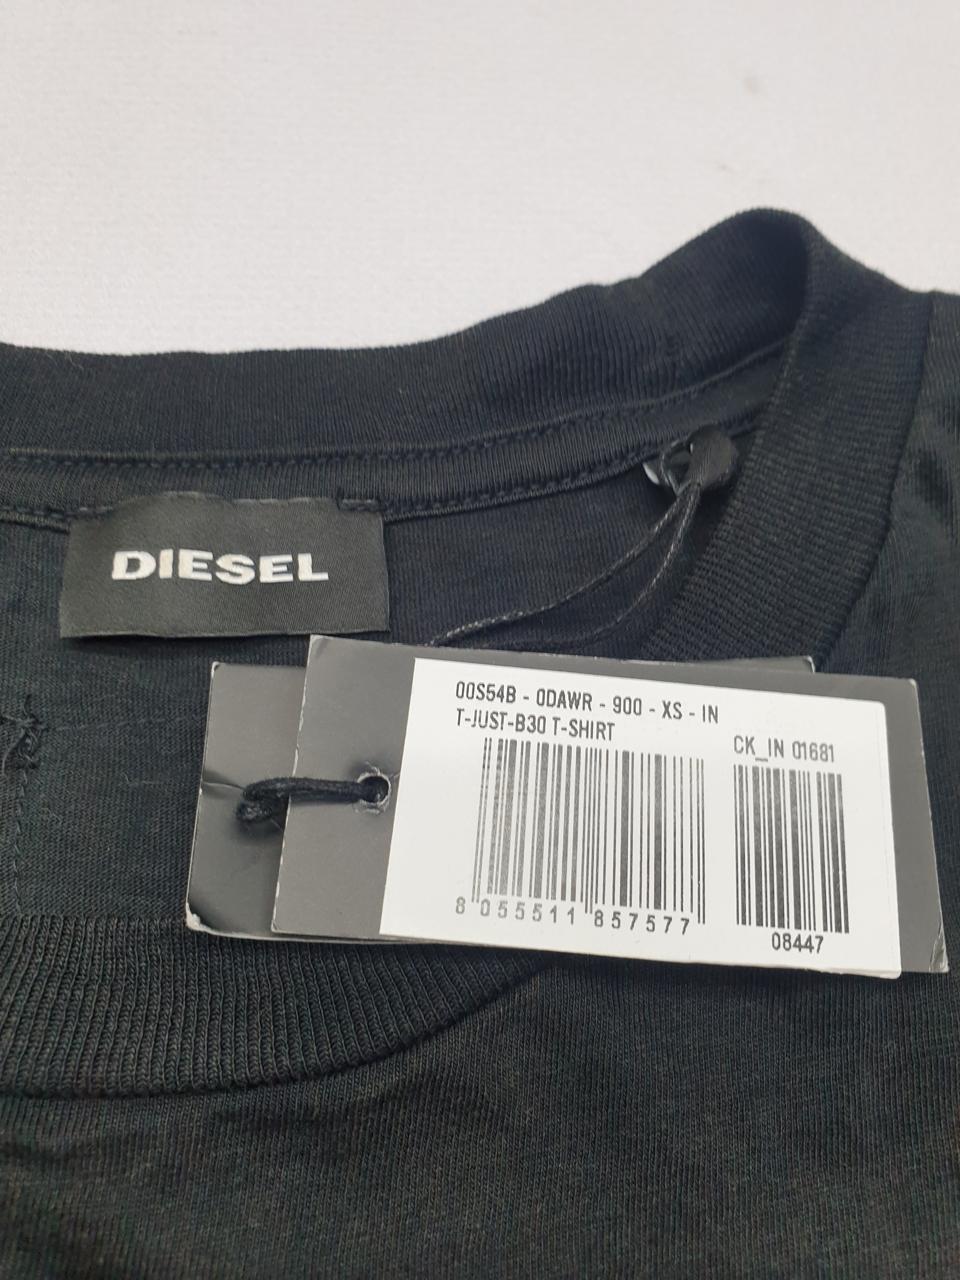 DIESEL
00S54B - 0DAWR - 900 - XS - IN
T-JUST-B30 T-SHIRT
CK_IN 01681
8 055511 857577
08447